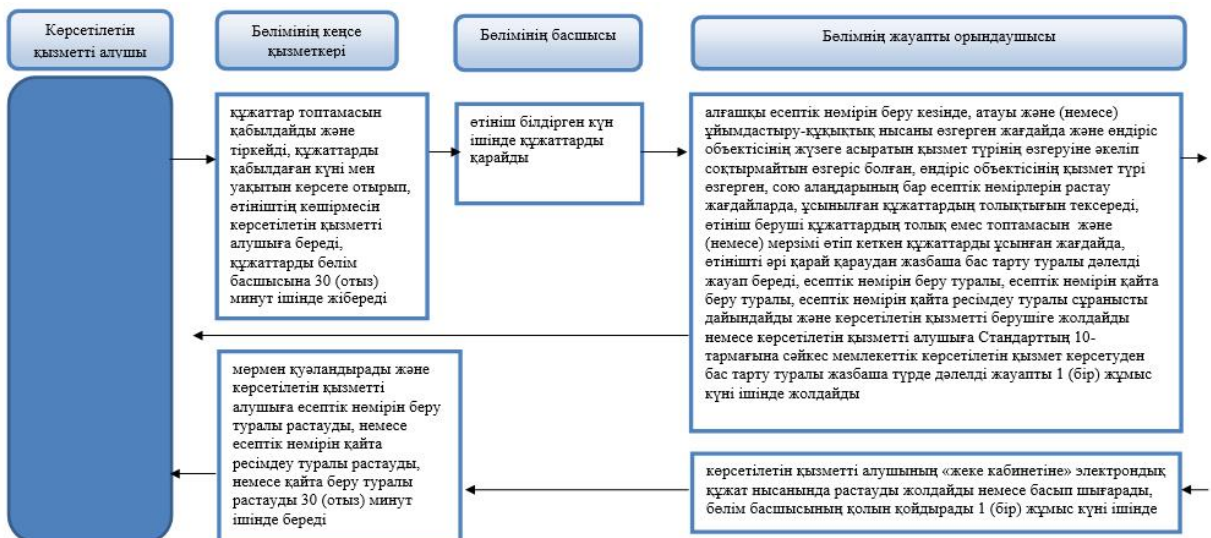 Көрсетілетін
қызметті алушы
Бөлімінің кеңсе
қызметкері
Бөлімінің басшысы
Бөлімнің жауапты орындаушысы
құжаттар топтамасын
қабылдайды және
тіркейді, құжаттарды
қабылдаған күні мен
уақытын көрсете отырып,
өтініштің көшірмесін
көрсетілетін қызметті
алушыға береді,
құжаттарды бөлім
басшысына 30 (отыз)
минут ішінде жібереді
өтініш білдірген күн
ішінде құжаттарды
қарайды
алғашқы есептік нөмірін беру кезінде, атауы және (немесе)
ұйымдастыру-құқықтық нысаны өзгерген жағдайда және өндіріс
объектісінің жүзеге асыратын қызмет түрінің өзгеруіне әкеліп
соқтырмайтын өзгеріс болған, өндіріс объектісінің қызмет түрі
өзгерген, сою алаңдарының бар есептік нөмірлерін растау
жағдайларда, ұсынылған құжаттардың толықтығын тексереді,
өтініш беруші құжаттардың толық емес топтамасын және
(немесе) мерзімі өтіп кеткен құжаттарды ұсынған жағдайда,
өтінішті әрі қарай қараудан жазбаша бас тарту туралы дәлелді
жауап береді, есептік нөмірін беру туралы, есептік нөмірін қайта
беру туралы, есептік нөмірін қайта ресімдеу туралы сұранысты
дайындайды және көрсетілетін қызметті берушіге жолдайды
немесе көрсетілетін қызметті алушыға Стандарттың 10-
тармағына сәйкес мемлекеттік көрсетілетін қызмет көрсетуден
бас тарту туралы жазбаша түрде дәлелді жауапты 1 (бір) жұмыс
күні ішінде жолдайды
мөрмен куәландырады және
көрсетілетін қызметті
алушыға есептік нөмірін беру
туралы растауды, немесе
есептік нөмірін қайта
ресімдеу туралы растауды,
немесе қайта беру туралы
растауды 30 (отыз) минут
ішінде береді
көрсетілетін қызметті алушының «жеке кабинетіне» электрондық
құжат нысанында растауды жолдайды немесе басып шығарады,
бөлім басшысының қолын қойдырады 1 (бір) жұмыс күні ішінде